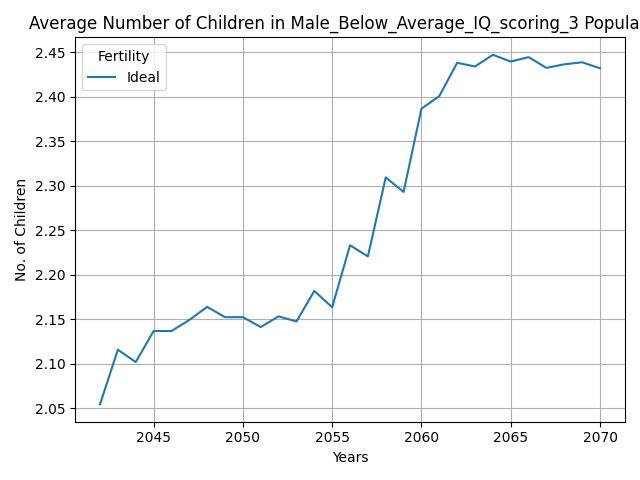 Average Number of Children in Male_Below_Average_IQ_scoring_3 Popula
Fertility
Ideal
2.45
2.40
2.35
2.30
2.25
2.20
2.15
2.10
2.05
No. of Children
2045 2050 2055 2060 2065 2070
Years